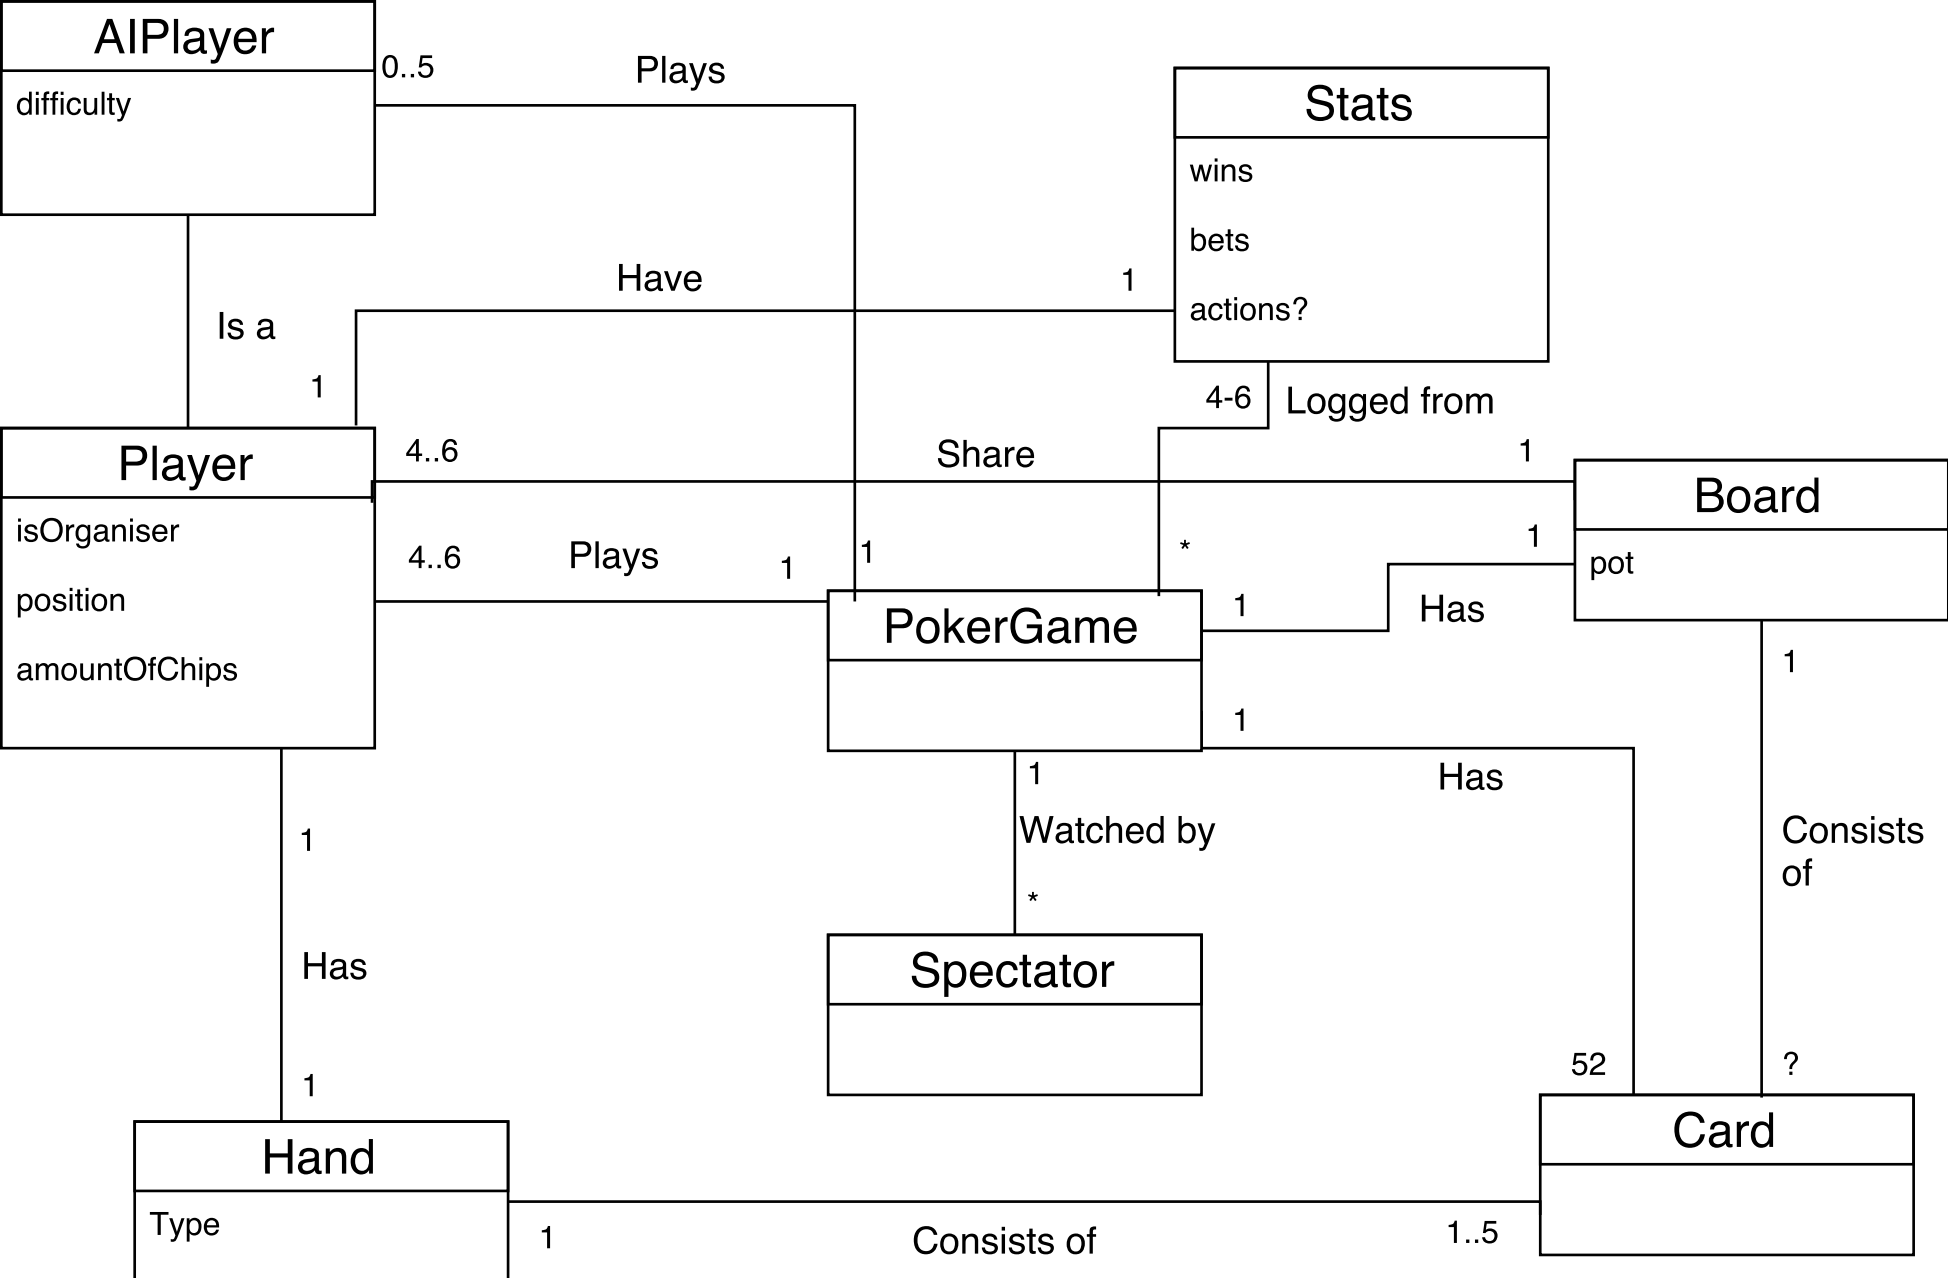 AIPlayer
difficulty
0..5
Plays
Stats
wins
bets
actions?
Have
1
Is a
1
4-6
Logged from
Player
isOrganiser
position
amountOfChips
4..6
Share
1
Board
pot
4..6
Plays
1
1
*
1
Has
1
PokerGame
1
Has
1
1
Watched by
*
Consists
of
1
Has
1
Spectator
52
?
Card
Hand
Type
1
Consists of
1..5